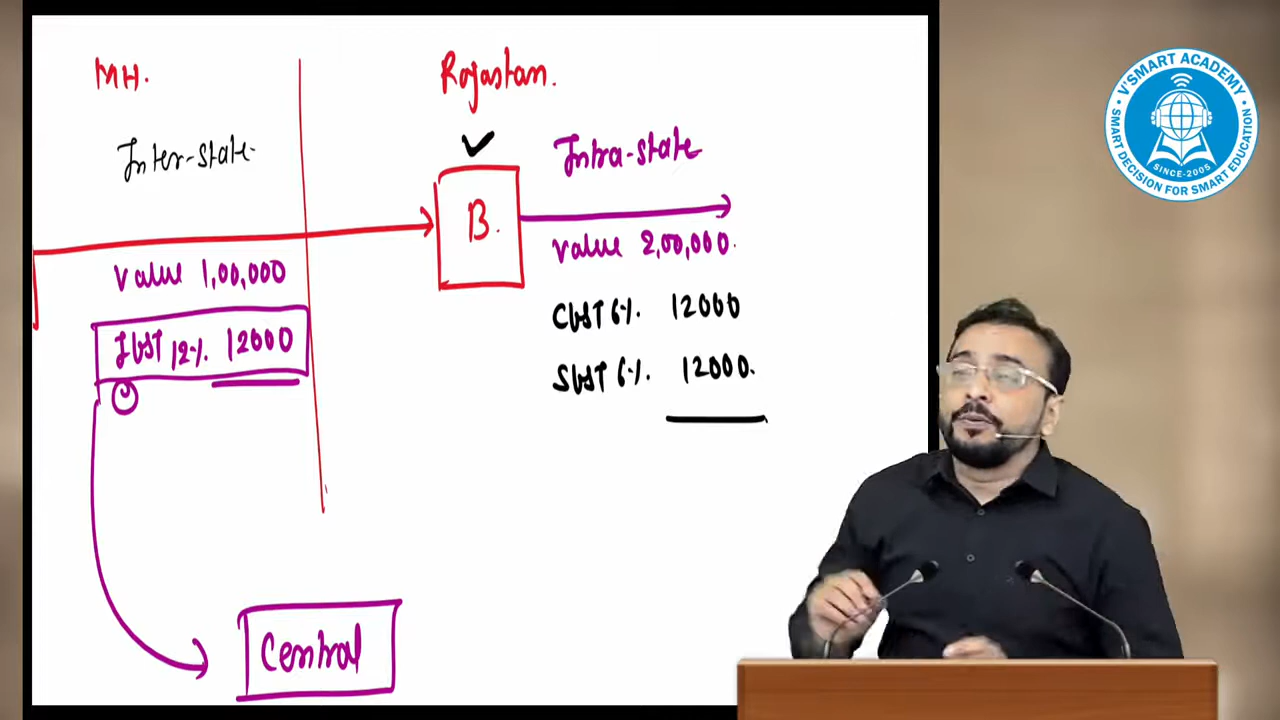 MH.
Inter-state
Value 1,00,000
IGST 12%. 12000
Central
Rajastan.
B.
Intra-state
Value 2,00,000.
CGST 6%. 12000
SGST 6%. 12000.
V'SMART ACADEMY
SINCE-2005
SMART DECISION FOR SMART EDUCATION